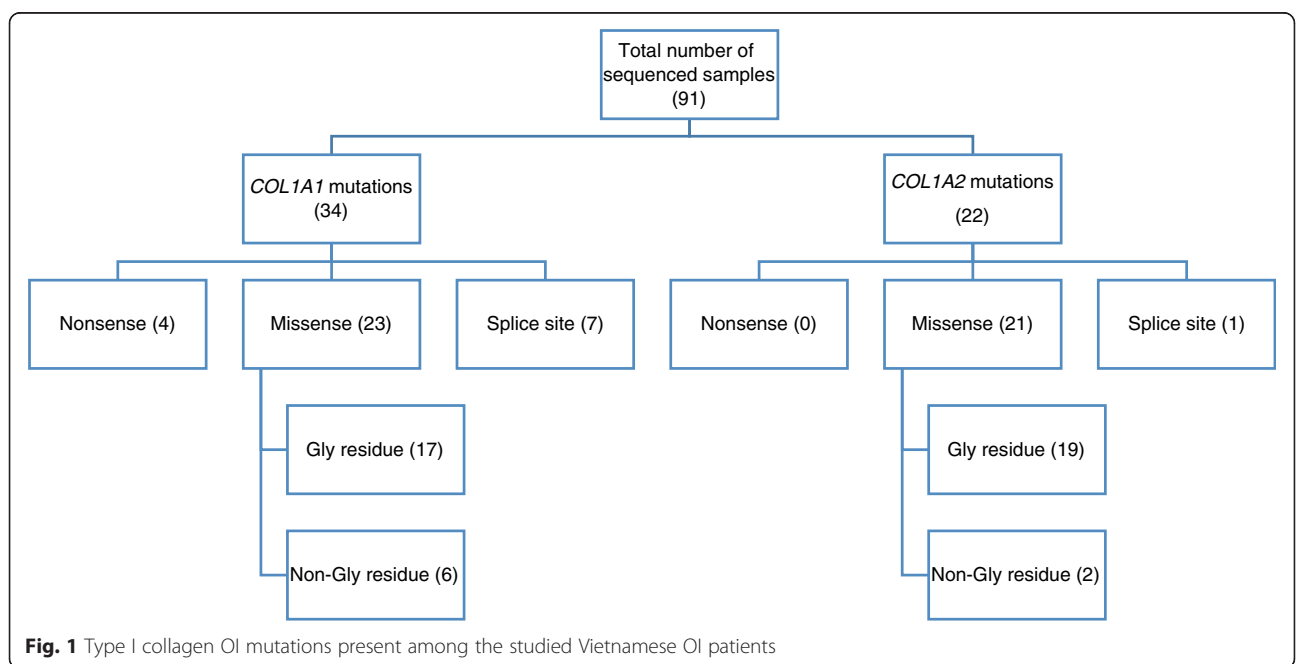 Total number of
sequenced samples
(91)
COL1A1 mutations
(34)
COL1A2 mutations
(22)
Nonsense (4)
Missense (23)
Splice site (7)
Nonsense (0)
Missense (21)
Splice site (1)
Gly residue (17)
Gly residue (19)
Non-Gly residue (6)
Non-Gly residue (2)
Fig. 1 Type I collagen OI mutations present among the studied Vietnamese OI patients